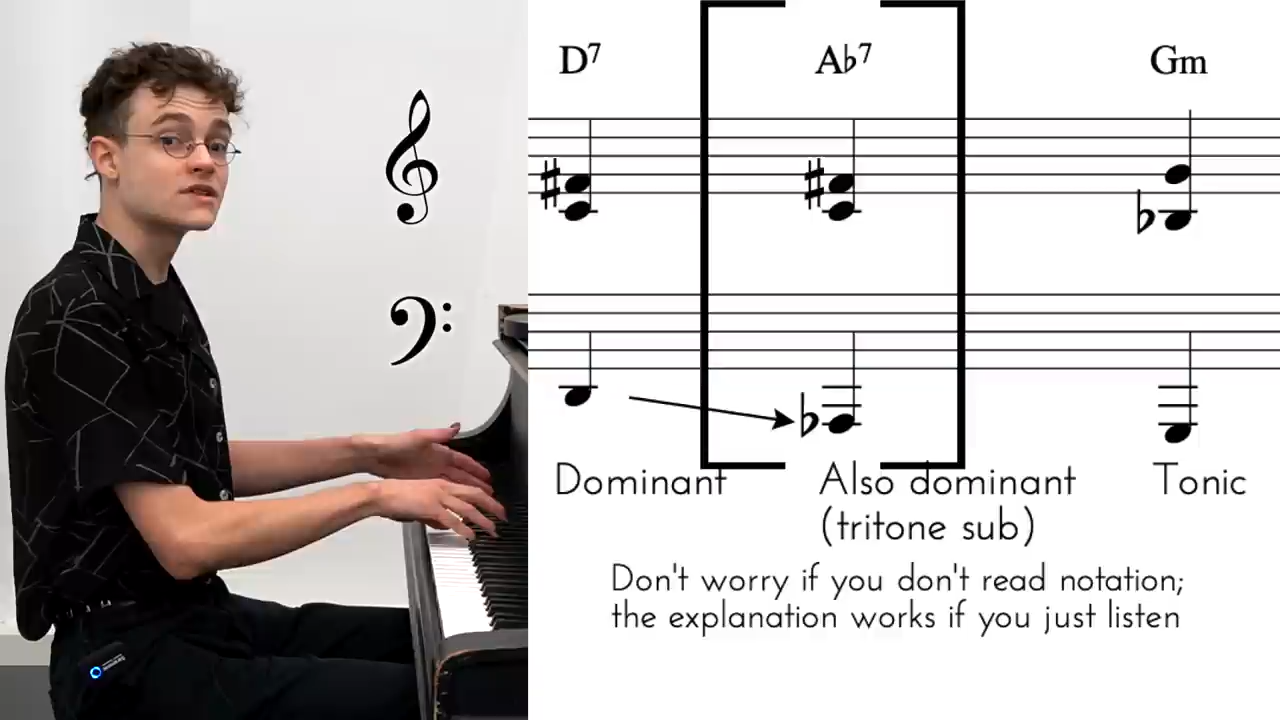 D7 A♭7 Gm
Dominant Also dominant Tonic
(tritone sub)
Don't worry if you don't read notation;
the explanation works if you just listen